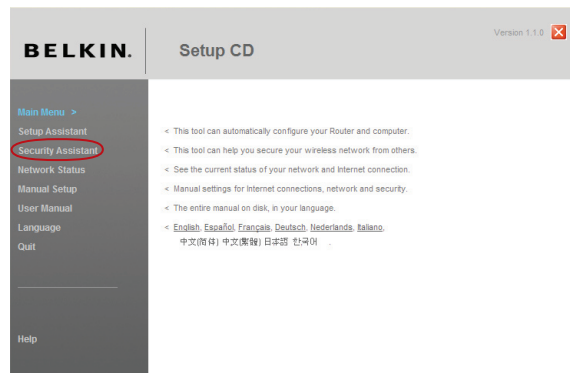 BELKIN.
Setup CD
Version 1.1.0
Main Menu >
Setup Assistant
< This tool can automatically configure your Router and computer.
Security Assistant
< This tool can help you secure your wireless network from others.
Network Status
< See the current status of your network and Internet connection.
Manual Setup
< Manual settings for Internet connections, network and security.
User Manual
< The entire manual on disk, in your language.
Language
< English, Español, Français, Deutsch, Nederlands, Italiano,
中文(简体) 中文(繁體) 日本語 한국어 .
Quit
Help